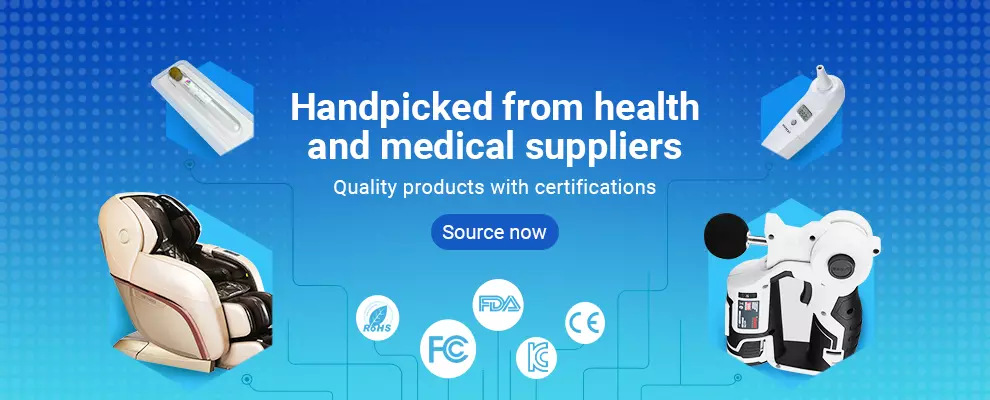 Handpicked from health
and medical suppliers
Quality products with certifications
Source now
RoHS
FDA
FC
CE